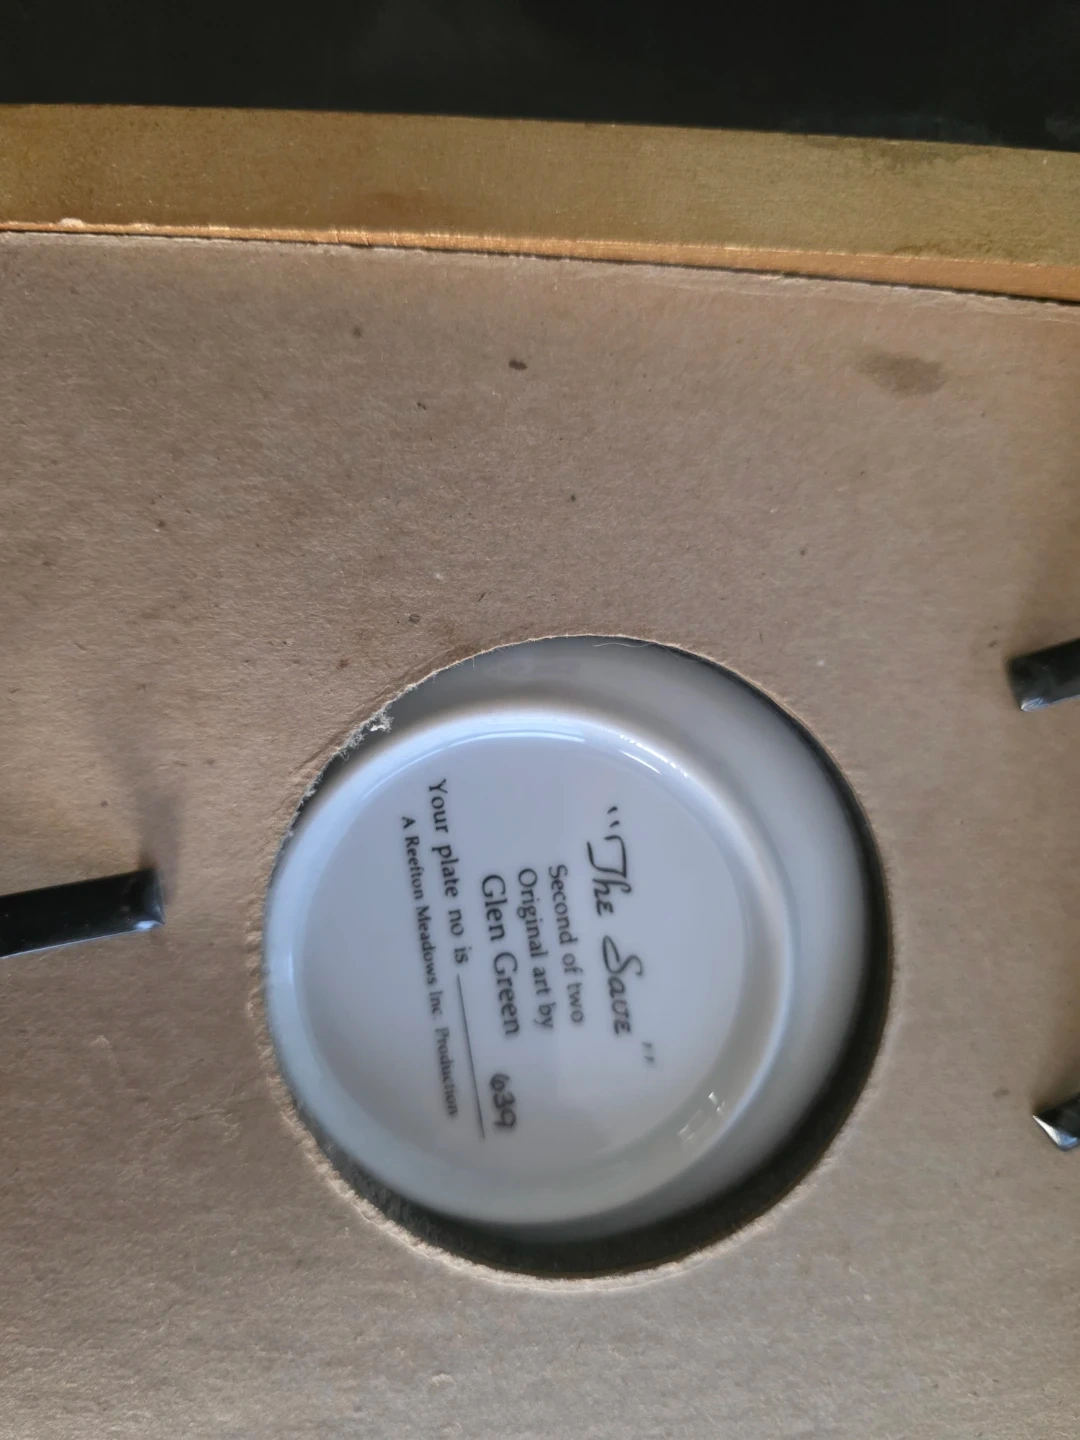 "The Save"
Second of two
Original art by
Glen Green
Your plate no is 639
A Reefton Meadows Inc. Production.